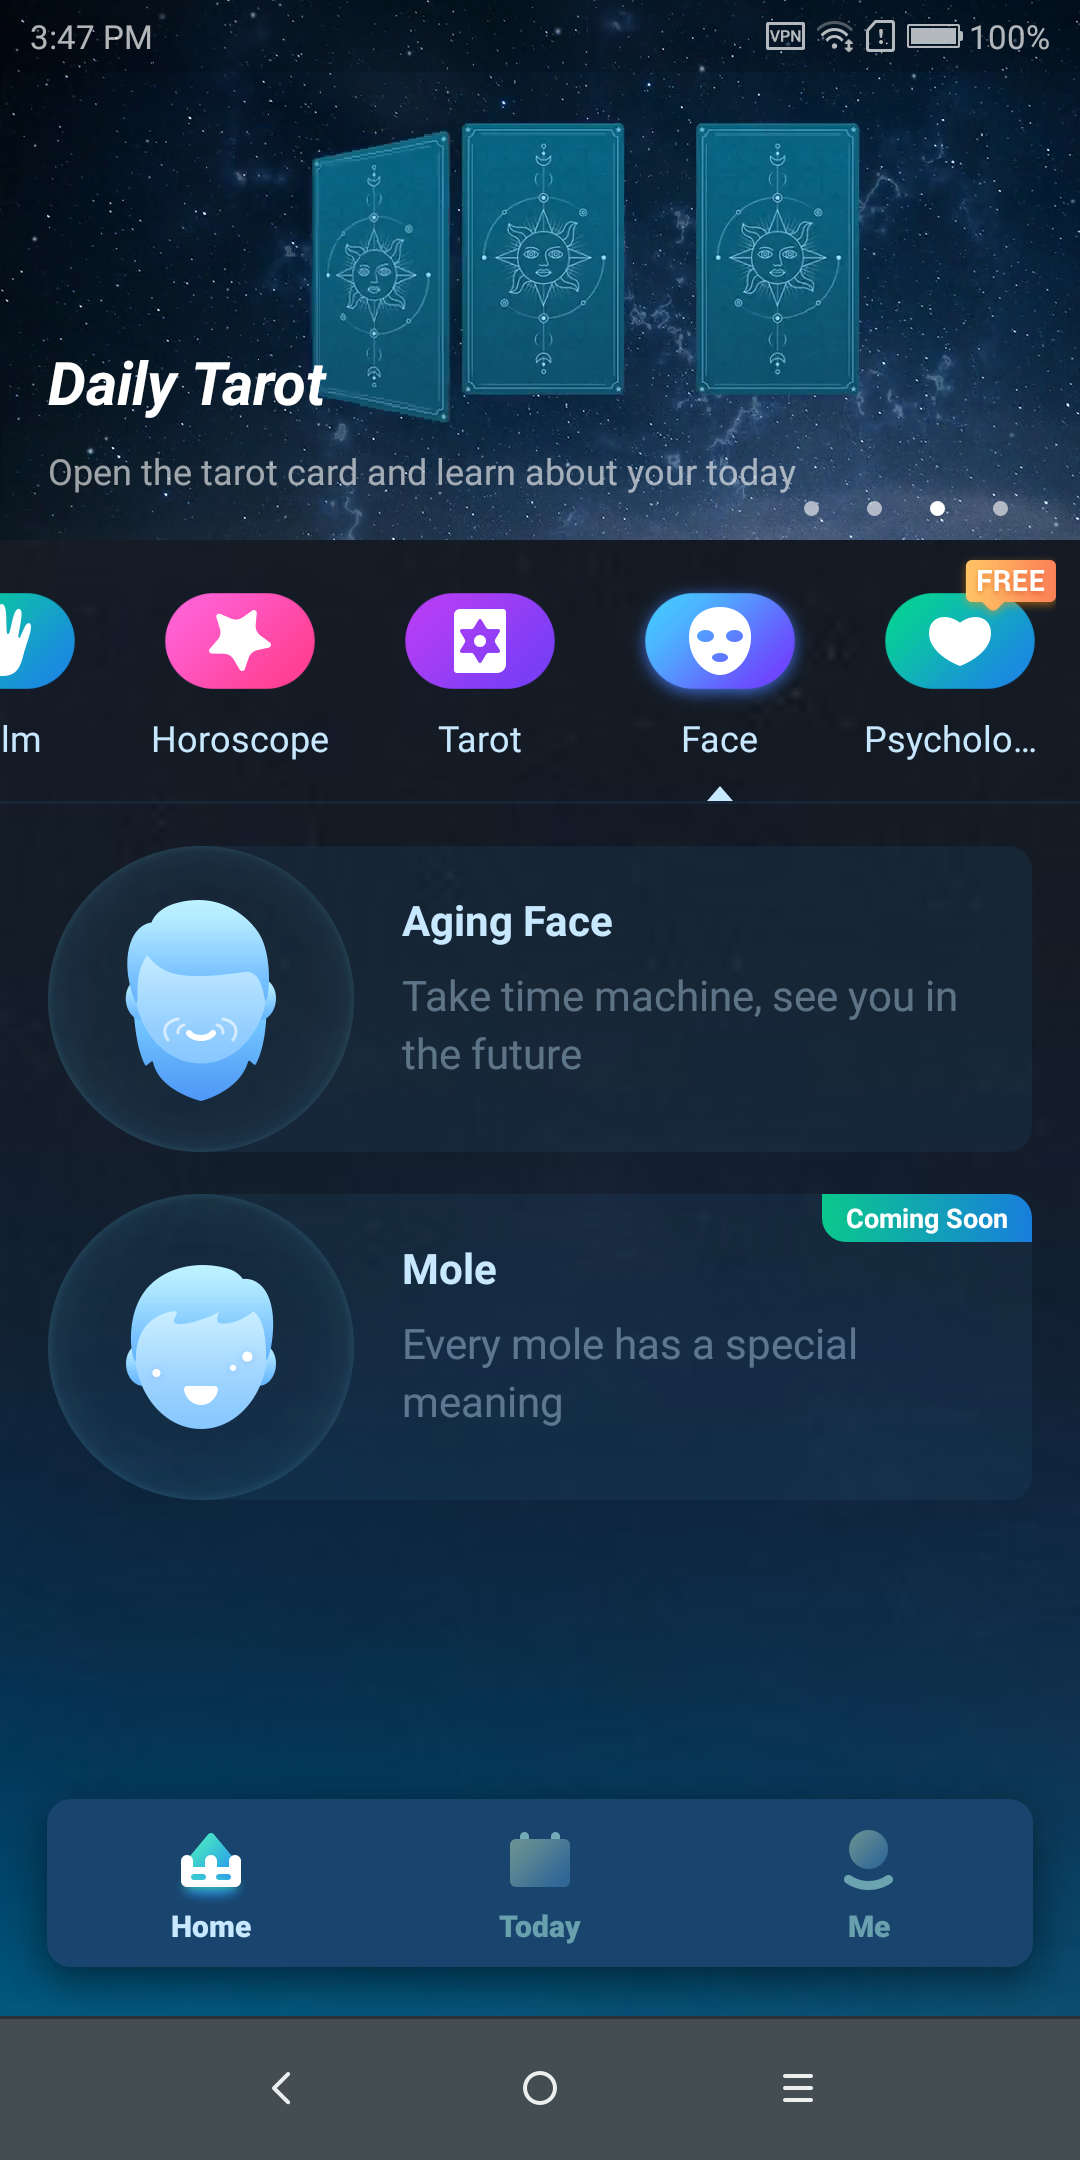 3:47 PM
VPN
100%
Daily Tarot
Open the tarot card and learn about your today
FREE
lm
Horoscope
Tarot
Face
Psycholo...
Aging Face
Take time machine, see you in
the future
Coming Soon
Mole
Every mole has a special
meaning
Home
Today
Me